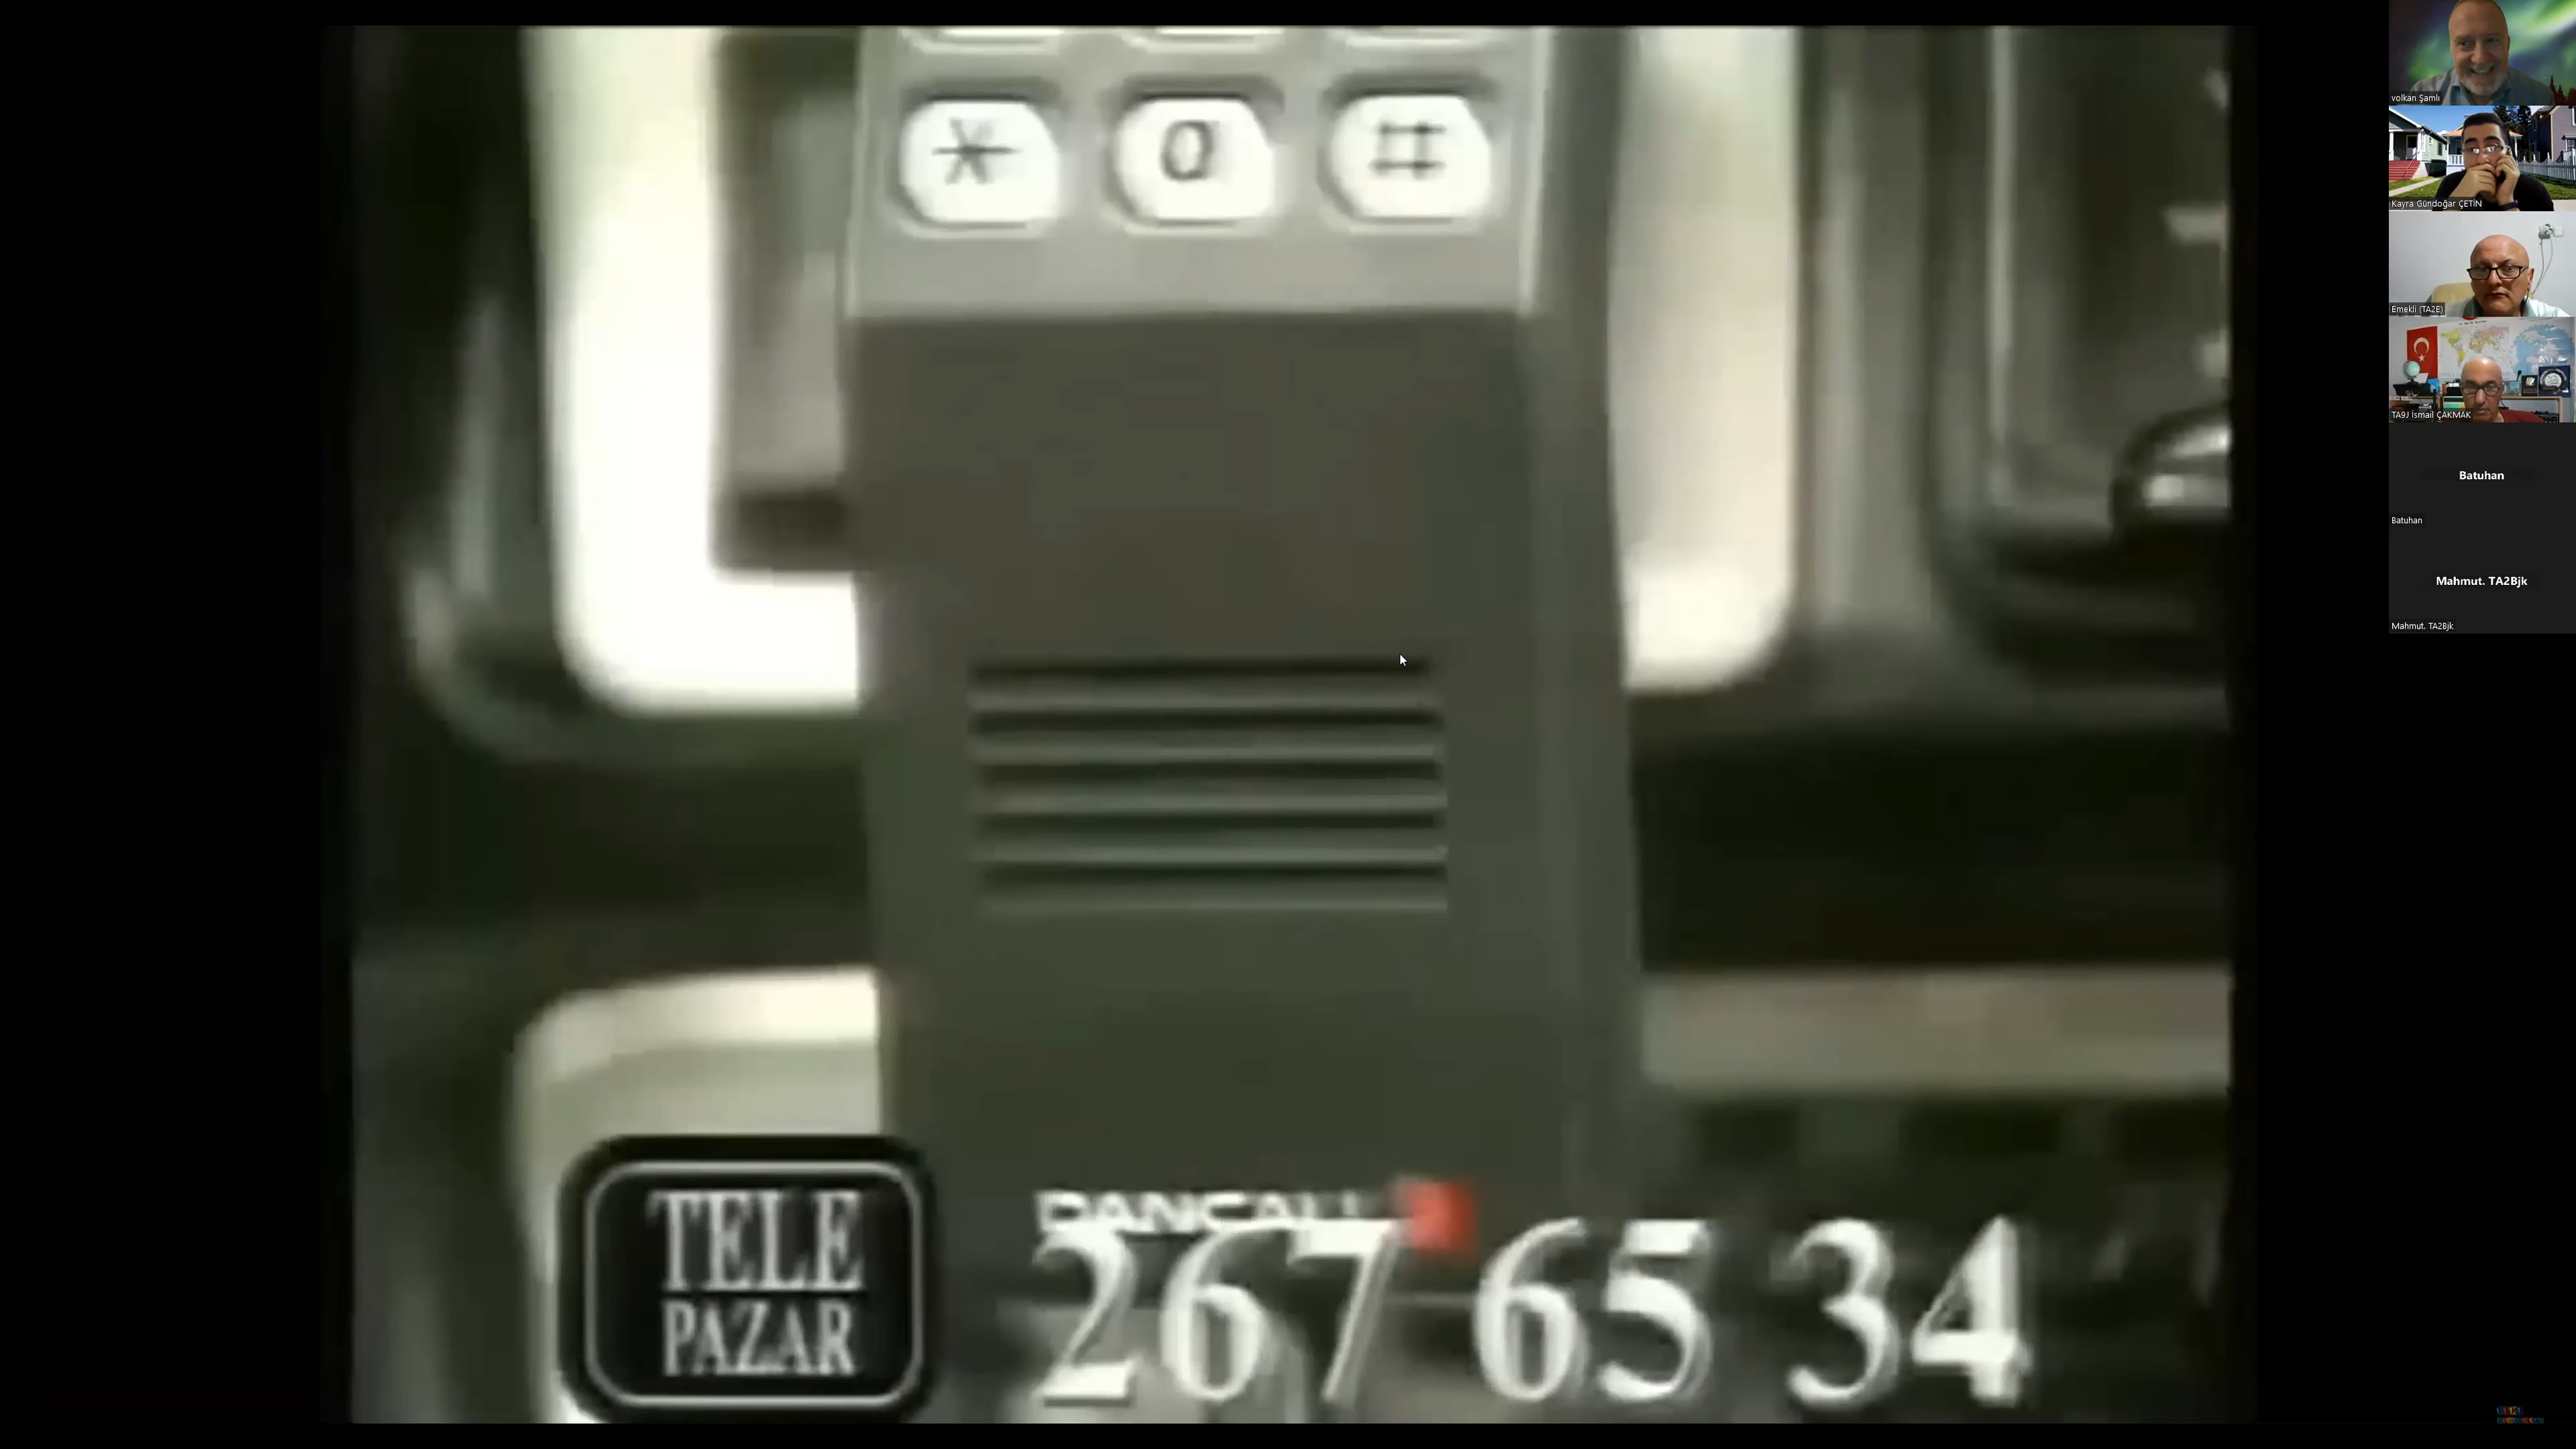 * 0 #
TELE
PAZAR
DANCALL
267 65 34
volkan Şamlı
Kayra Gündoğar ÇETİN
Emekli (TA2E)
TA9J İsmail ÇAKMAK
Batuhan
Batuhan
Mahmut. TA2Bjk
Mahmut. TA2Bjk